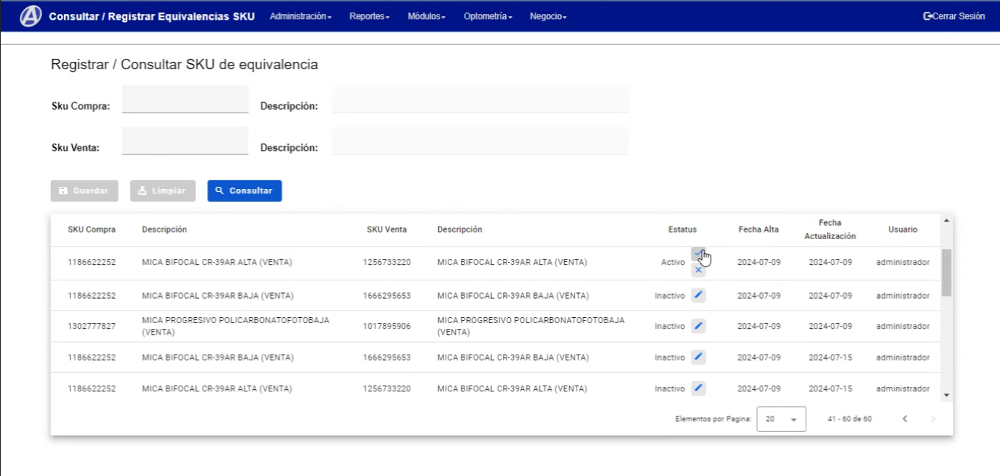 Consultar / Registrar Equivalencias SKU Administración Reportes Módulos Optometría Negocio Cerrar Sesión
Registrar / Consultar SKU de equivalencia
Sku Compra: Descripción:
Sku Venta: Descripción:
Guardar Limpiar Consultar
SKU Compra Descripción SKU Venta Descripción Estatus Fecha Alta Fecha Actualización Usuario
1186622252 MICA BIFOCAL CR-39AR ALTA (VENTA) 1256733220 MICA BIFOCAL CR-39AR ALTA (VENTA) Activo 2024-07-09 2024-07-09 administrador
1186622252 MICA BIFOCAL CR-39AR BAJA (VENTA) 1666295653 MICA BIFOCAL CR-39AR BAJA (VENTA) Inactivo 2024-07-09 2024-07-09 administrador
1302777827 MICA PROGRESIVO POLICARBONATOFOTOBAJA (VENTA) 1017895906 MICA PROGRESIVO POLICARBONATOFOTOBAJA (VENTA) Inactivo 2024-07-09 2024-07-09 administrador
1186622252 MICA BIFOCAL CR-39AR BAJA (VENTA) 1666295653 MICA BIFOCAL CR-39AR BAJA (VENTA) Inactivo 2024-07-09 2024-07-15 administrador
1186622252 MICA BIFOCAL CR-39AR ALTA (VENTA) 1256733220 MICA BIFOCAL CR-39AR ALTA (VENTA) Inactivo 2024-07-09 2024-07-15 administrador
Elementos por Pagina: 20 41 - 60 de 60